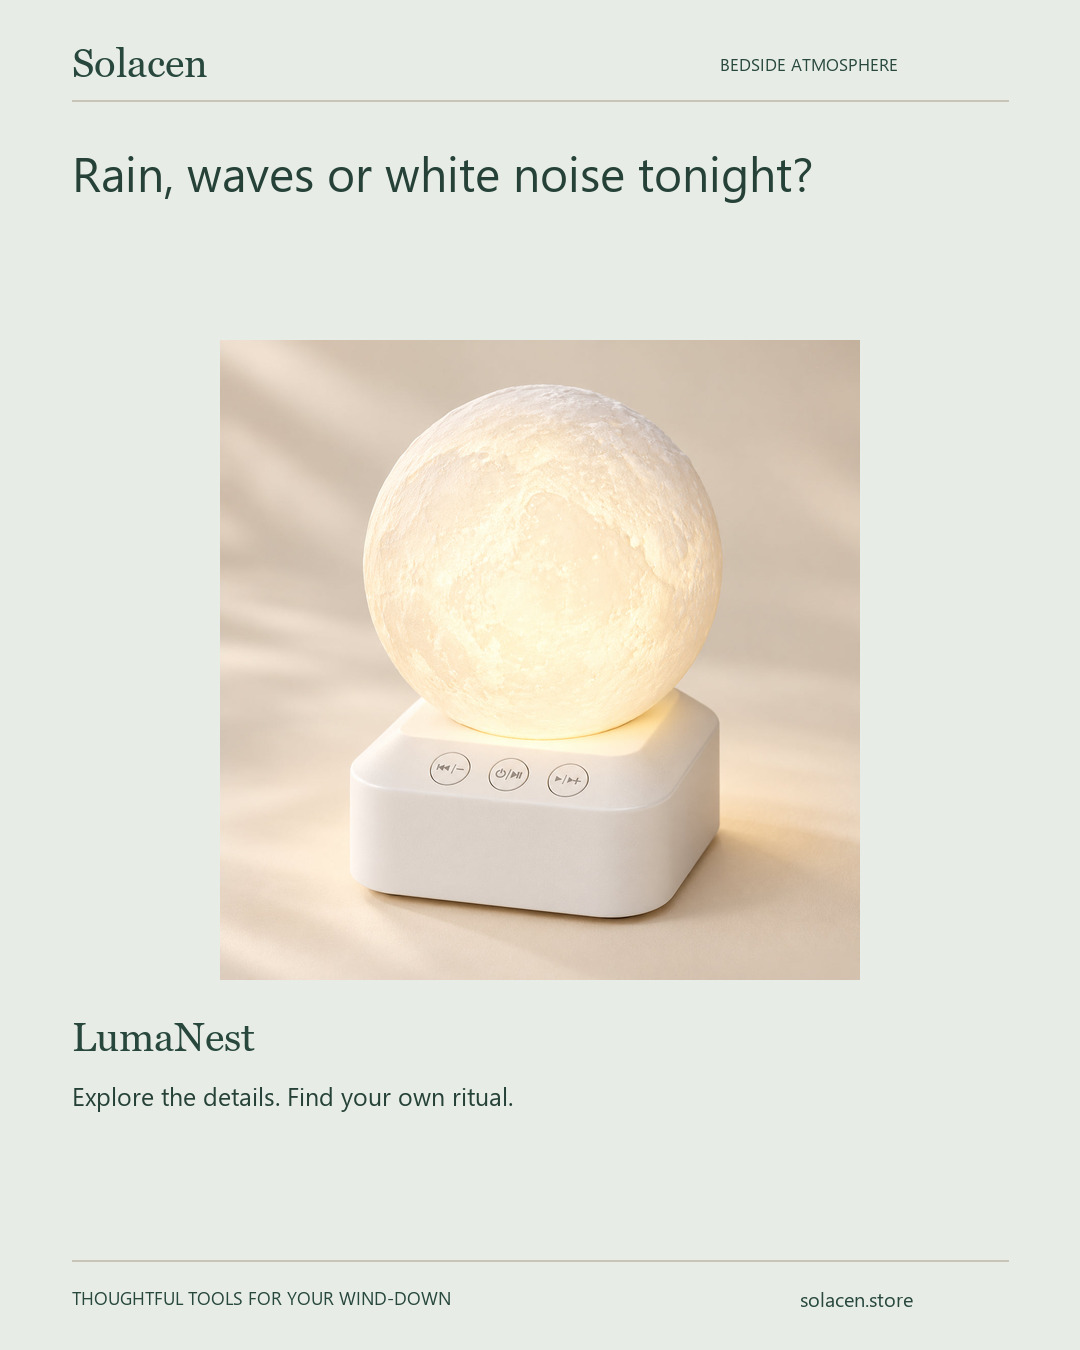 Solacen
BEDSIDE ATMOSPHERE
Rain, waves or white noise tonight?
LumaNest
Explore the details. Find your own ritual.
THOUGHTFUL TOOLS FOR YOUR WIND-DOWN
solacen.store